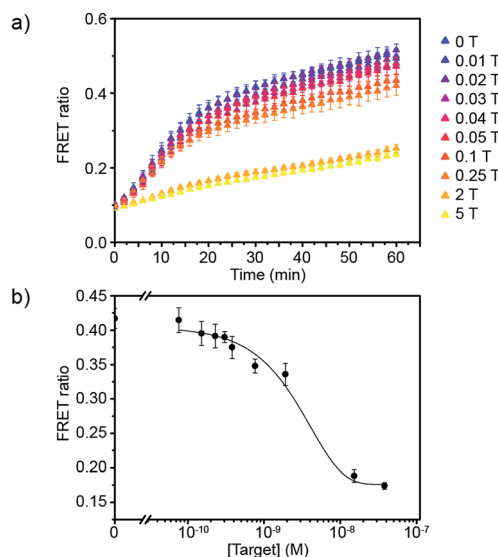 a)
0.6
0.4
0.2
0.0
FRET ratio
0 10 20 30 40 50 60
Time (min)
0 T
0.01 T
0.02 T
0.03 T
0.04 T
0.05 T
0.1 T
0.25 T
2 T
5 T
b)
0.45
0.40
0.35
0.30
0.25
0.20
0.15
FRET ratio
0 10⁻¹⁰ 10⁻⁹ 10⁻⁸ 10⁻⁷
[Target] (M)